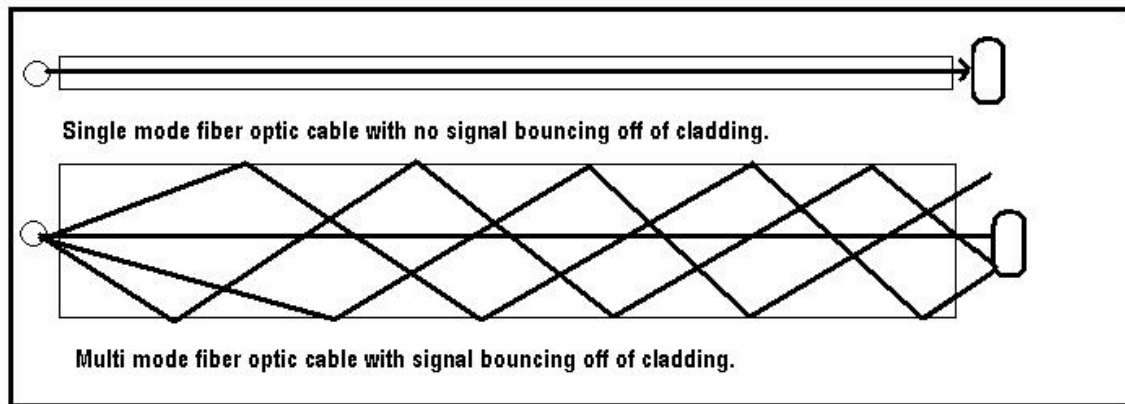 Single mode fiber optic cable with no signal bouncing off of cladding.
Multi mode fiber optic cable with signal bouncing off of cladding.